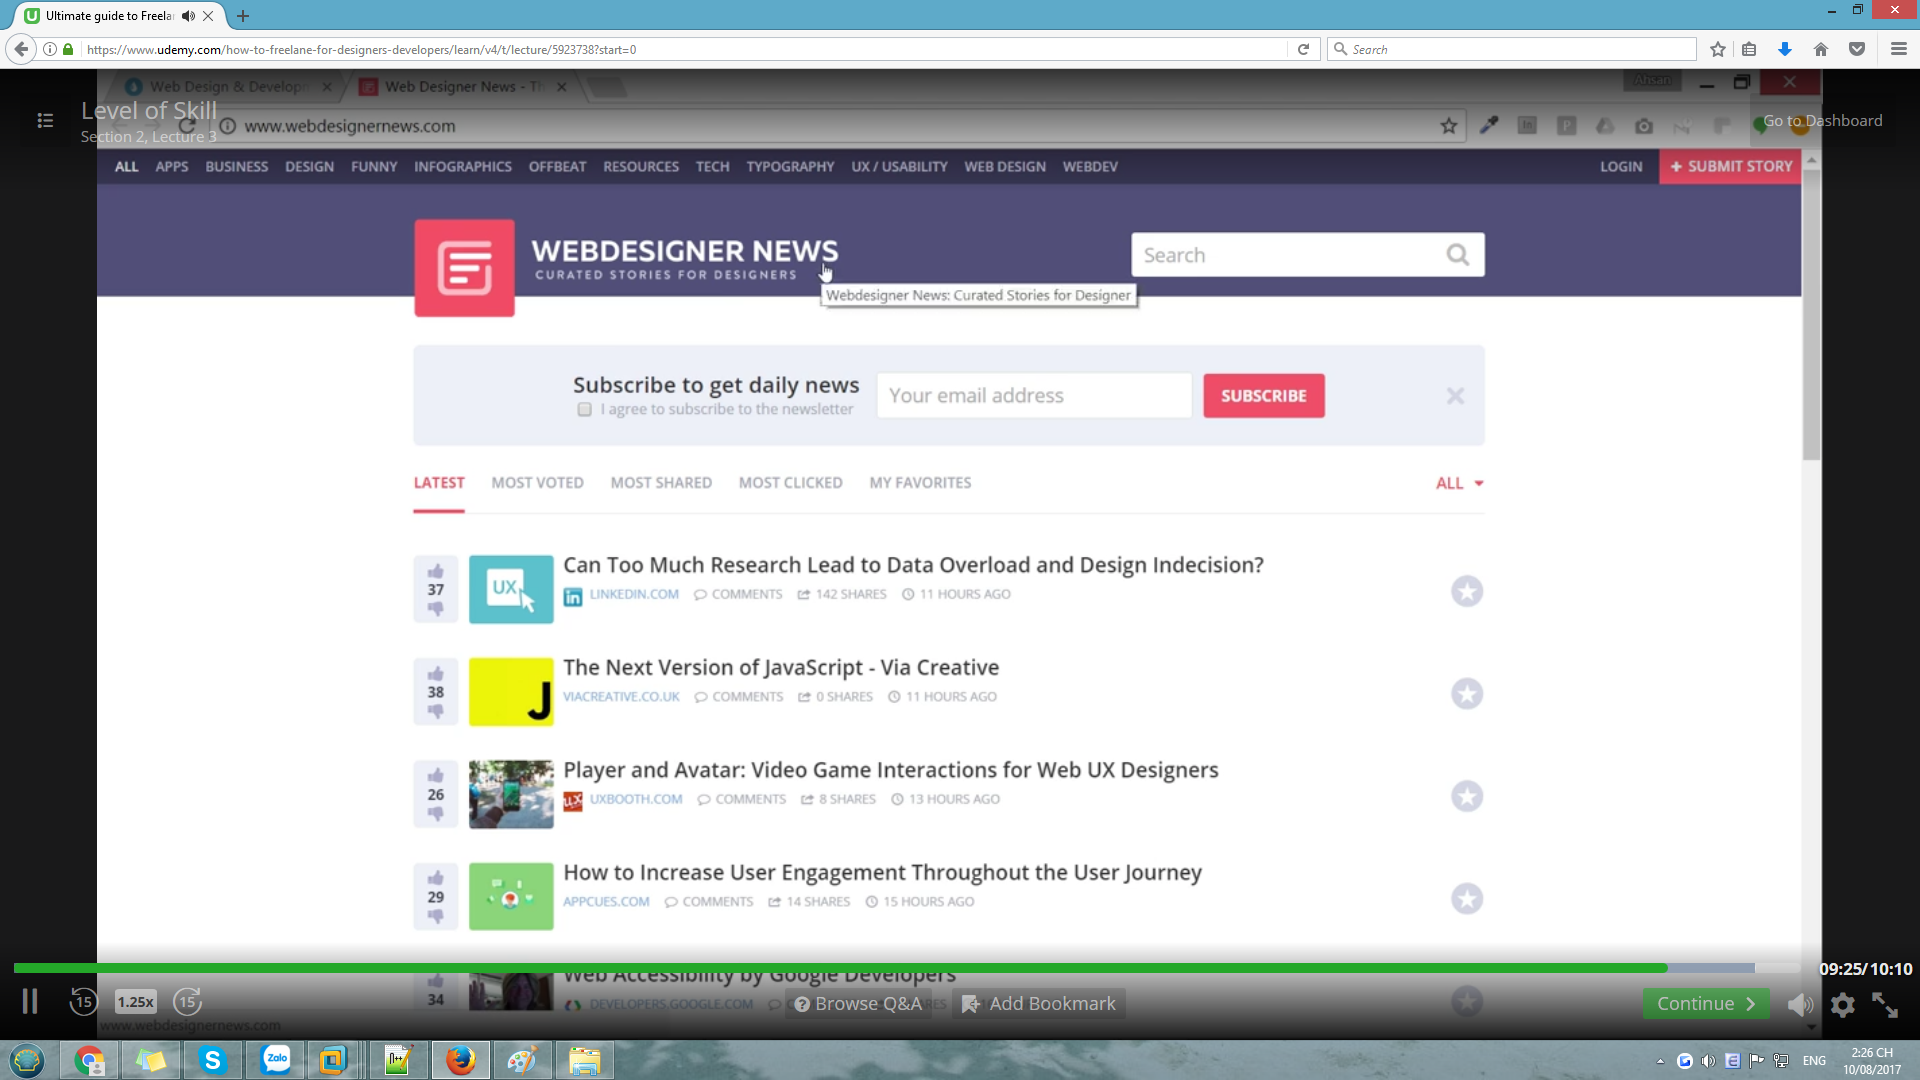 Ultimate guide to Freela
https://www.udemy.com/how-to-freelane-for-designers-developers/learn/v4/t/lecture/5923738?start=0
Search
Web Design & Develop
Web Designer News - Th
Ahsan
Level of Skill
Section 2, Lecture 3
www.webdesignernews.com
Go to Dashboard
ALL APPS BUSINESS DESIGN FUNNY INFOGRAPHICS OFFBEAT RESOURCES TECH TYPOGRAPHY UX / USABILITY WEB DESIGN WEBDEV
LOGIN + SUBMIT STORY
WEBDESIGNER NEWS
CURATED STORIES FOR DESIGNERS
Search
Webdesigner News: Curated Stories for Designer
Subscribe to get daily news
I agree to subscribe to the newsletter
Your email address
SUBSCRIBE
LATEST MOST VOTED MOST SHARED MOST CLICKED MY FAVORITES ALL
37
UX
Can Too Much Research Lead to Data Overload and Design Indecision?
in LINKEDIN.COM COMMENTS 142 SHARES 11 HOURS AGO
38
J
The Next Version of JavaScript - Via Creative
VIACREATIVE.CO.UK COMMENTS 0 SHARES 11 HOURS AGO
26
Player and Avatar: Video Game Interactions for Web UX Designers
ux UXBOOTH.COM COMMENTS 8 SHARES 13 HOURS AGO
29
How to Increase User Engagement Throughout the User Journey
APPCUES.COM COMMENTS 14 SHARES 15 HOURS AGO
34
Web Accessibility by Google Developers
DEVELOPERS.GOOGLE.COM
09:25/10:10
15 1.25x 15
Browse Q&A
Add Bookmark
Continue
www.webdesignernews.com
Zalo
ENG
2:26 CH
10/08/2017